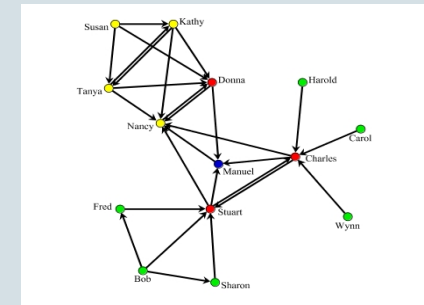 Susan
Kathy
Donna
Harold
Tanya
Nancy
Carol
Charles
Manuel
Fred
Stuart
Wynn
Bob
Sharon